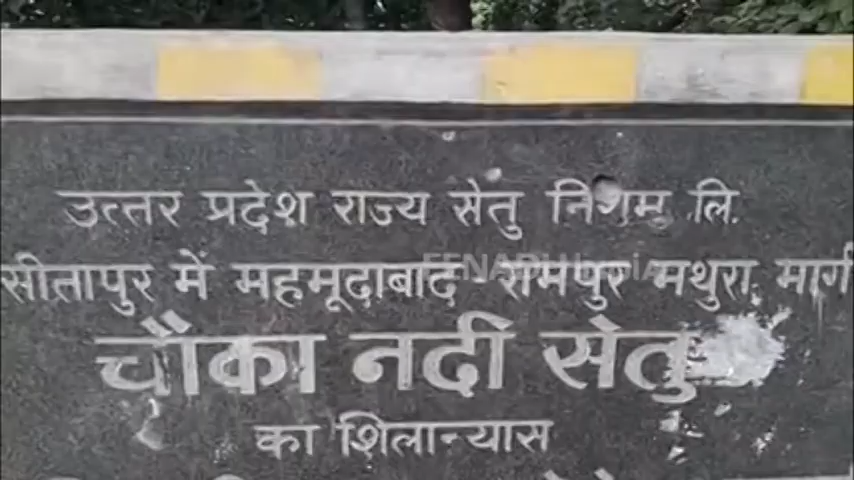 उत्तर प्रदेश राज्य सेतु निगम लि.
सीतापुर में महमूदाबाद - रामपुर मथुरा मार्ग
चौका नदी सेतु
का शिलान्यास